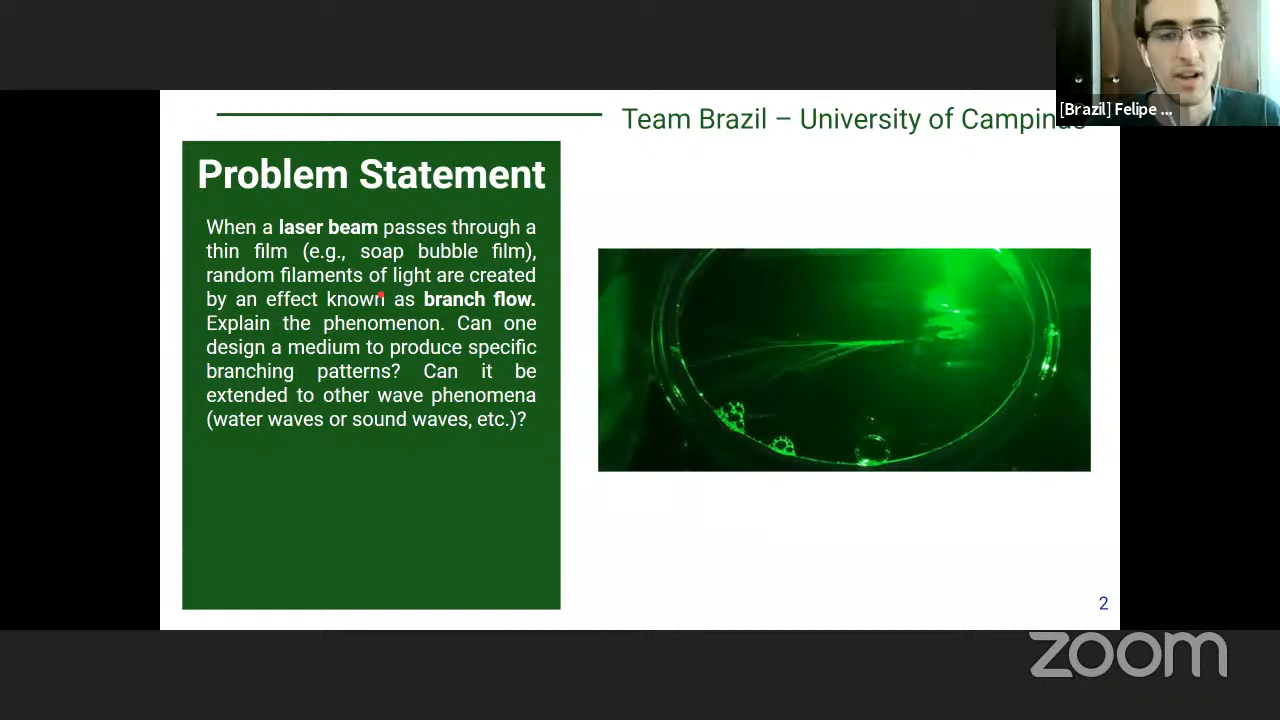 [Brazil] Felipe ...
Team Brazil – University of Campinas
Problem Statement
When a laser beam passes through a
thin film (e.g., soap bubble film),
random filaments of light are created
by an effect known as branch flow.
Explain the phenomenon. Can one
design a medium to produce specific
branching patterns? Can it be
extended to other wave phenomena
(water waves or sound waves, etc.)?
2
zoom